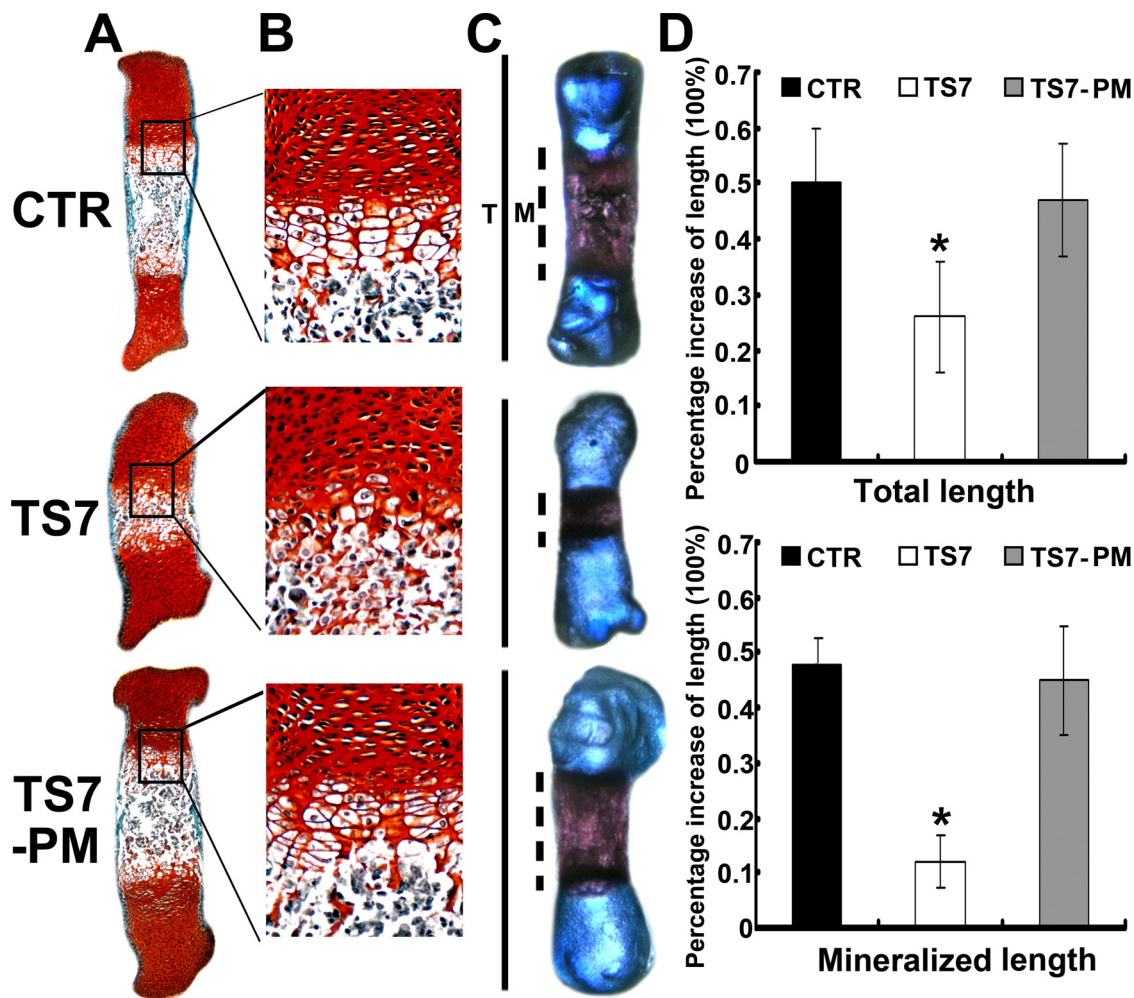 A B C D
CTR
TS7
TS7
-PM
T M
Percentage increase of length (100%)
0.7
0.6
0.5
0.4
0.3
0.2
0.1
0
CTR TS7 TS7-PM
*
Total length
Percentage increase of length (100%)
0.7
0.6
0.5
0.4
0.3
0.2
0.1
0
CTR TS7 TS7-PM
*
Mineralized length